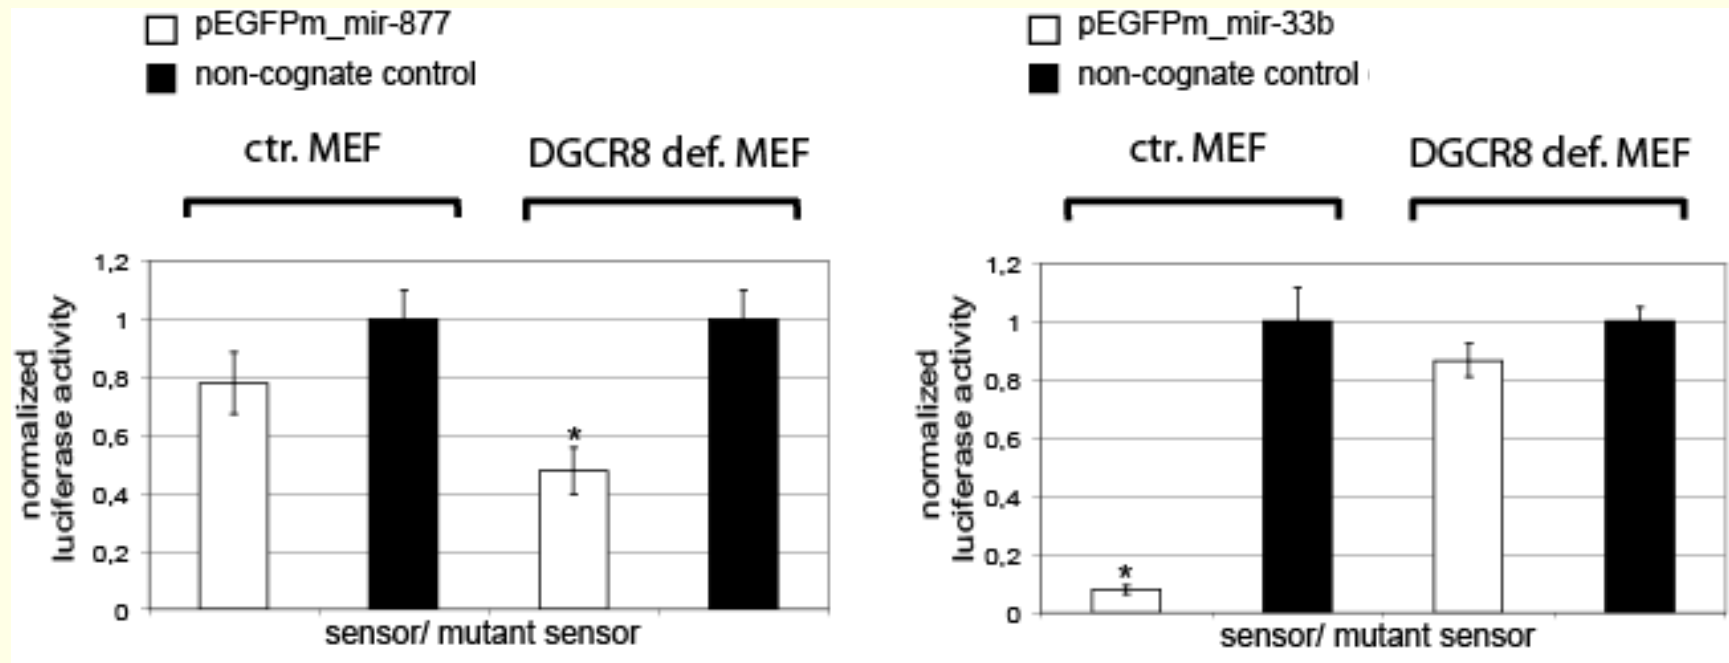 pEGFPm_mir-877
non-cognate control
ctr. MEF
DGCR8 def. MEF
1,2
1
0,8
0,6
0,4
0,2
0
*
normalized
luciferase activity
sensor/ mutant sensor
pEGFPm_mir-33b
non-cognate control
ctr. MEF
DGCR8 def. MEF
1,2
1
0,8
0,6
0,4
0,2
0
*
normalized
luciferase activity
sensor/ mutant sensor